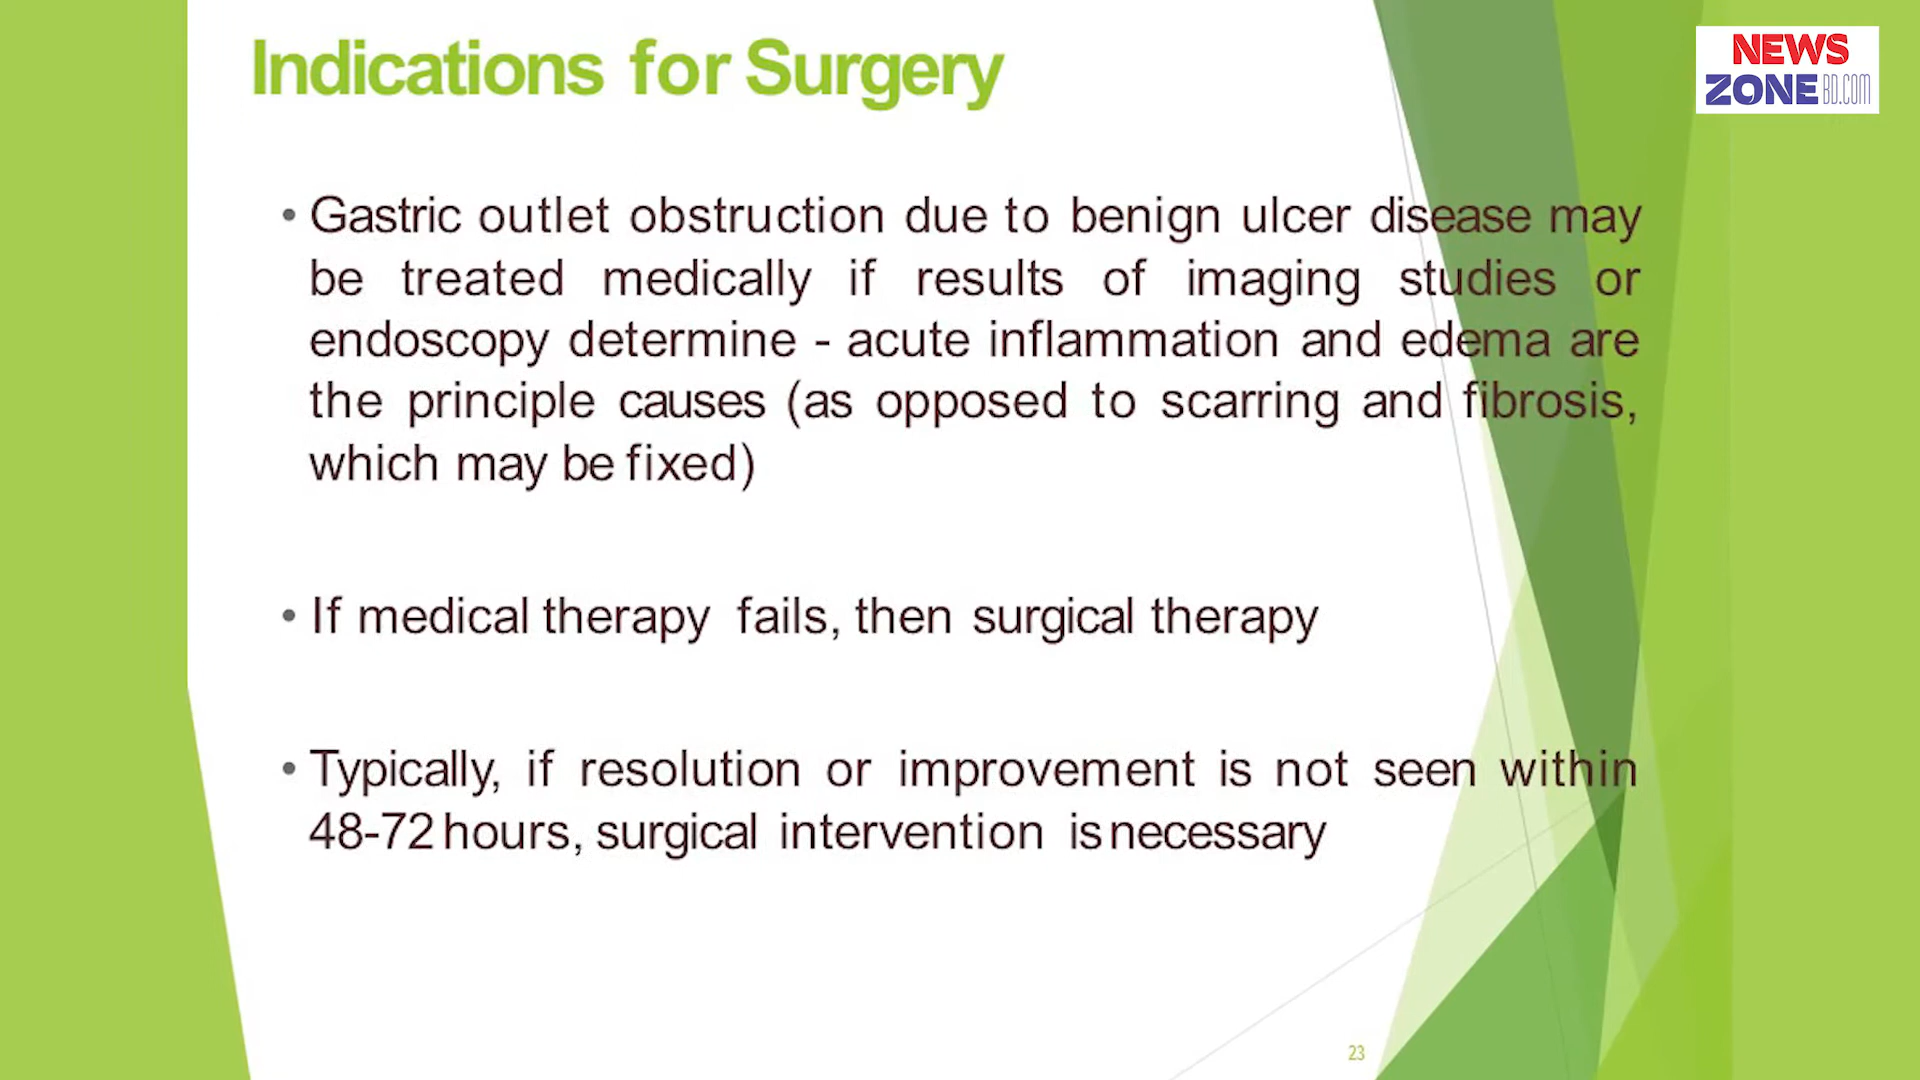 Indications for Surgery
NEWS
ZONE BD.COM
• Gastric outlet obstruction due to benign ulcer disease may
be treated medically if results of imaging studies or
endoscopy determine - acute inflammation and edema are
the principle causes (as opposed to scarring and fibrosis,
which may be fixed)
• If medical therapy fails, then surgical therapy
• Typically, if resolution or improvement is not seen within
48-72 hours, surgical intervention is necessary
23